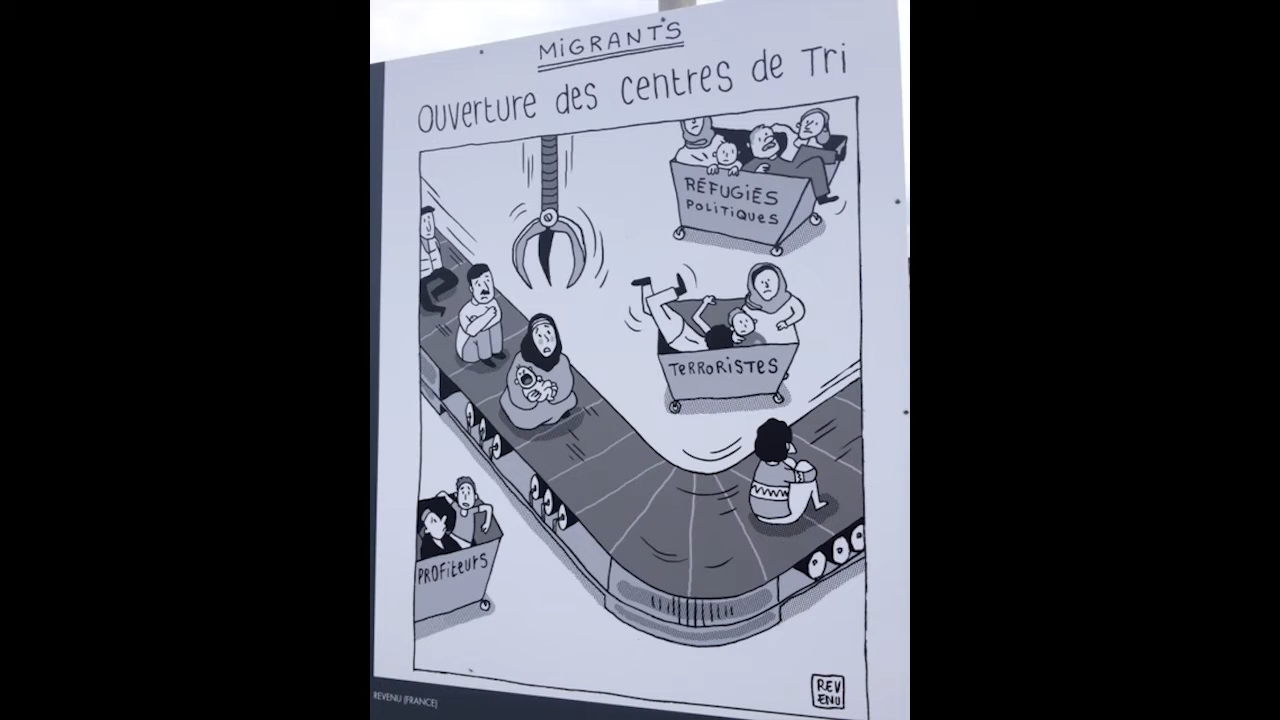 MiGRANTS
OUVERTURE des centres de Tri
RÉFUGIÉS
POLITIQUES
TERRORISTES
PROFITEURS
REV
ENU
REVENU (FRANCE)